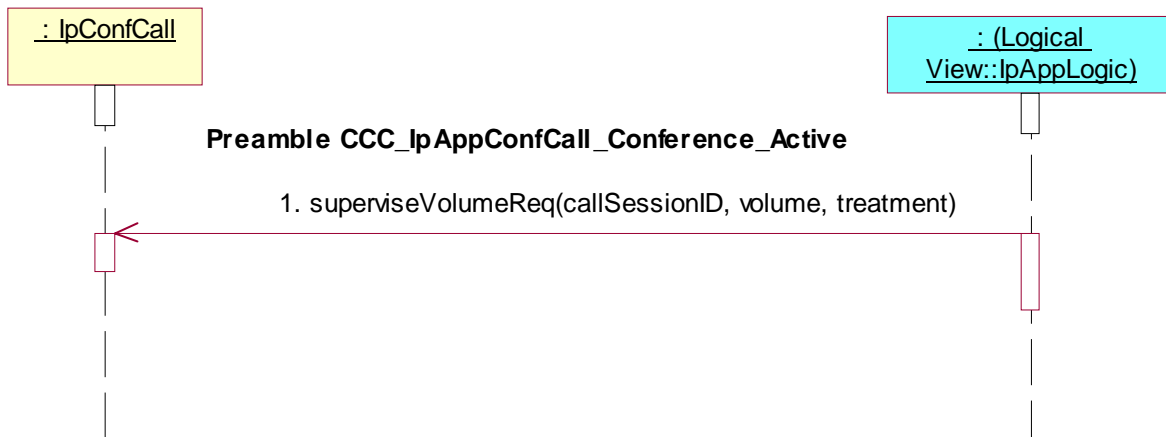 : IpConfCall
: (Logical
View::IpAppLogic)
Preamble CCC_IpAppConfCall_Conference_Active
1. superviseVolumeReq(callSessionID, volume, treatment)